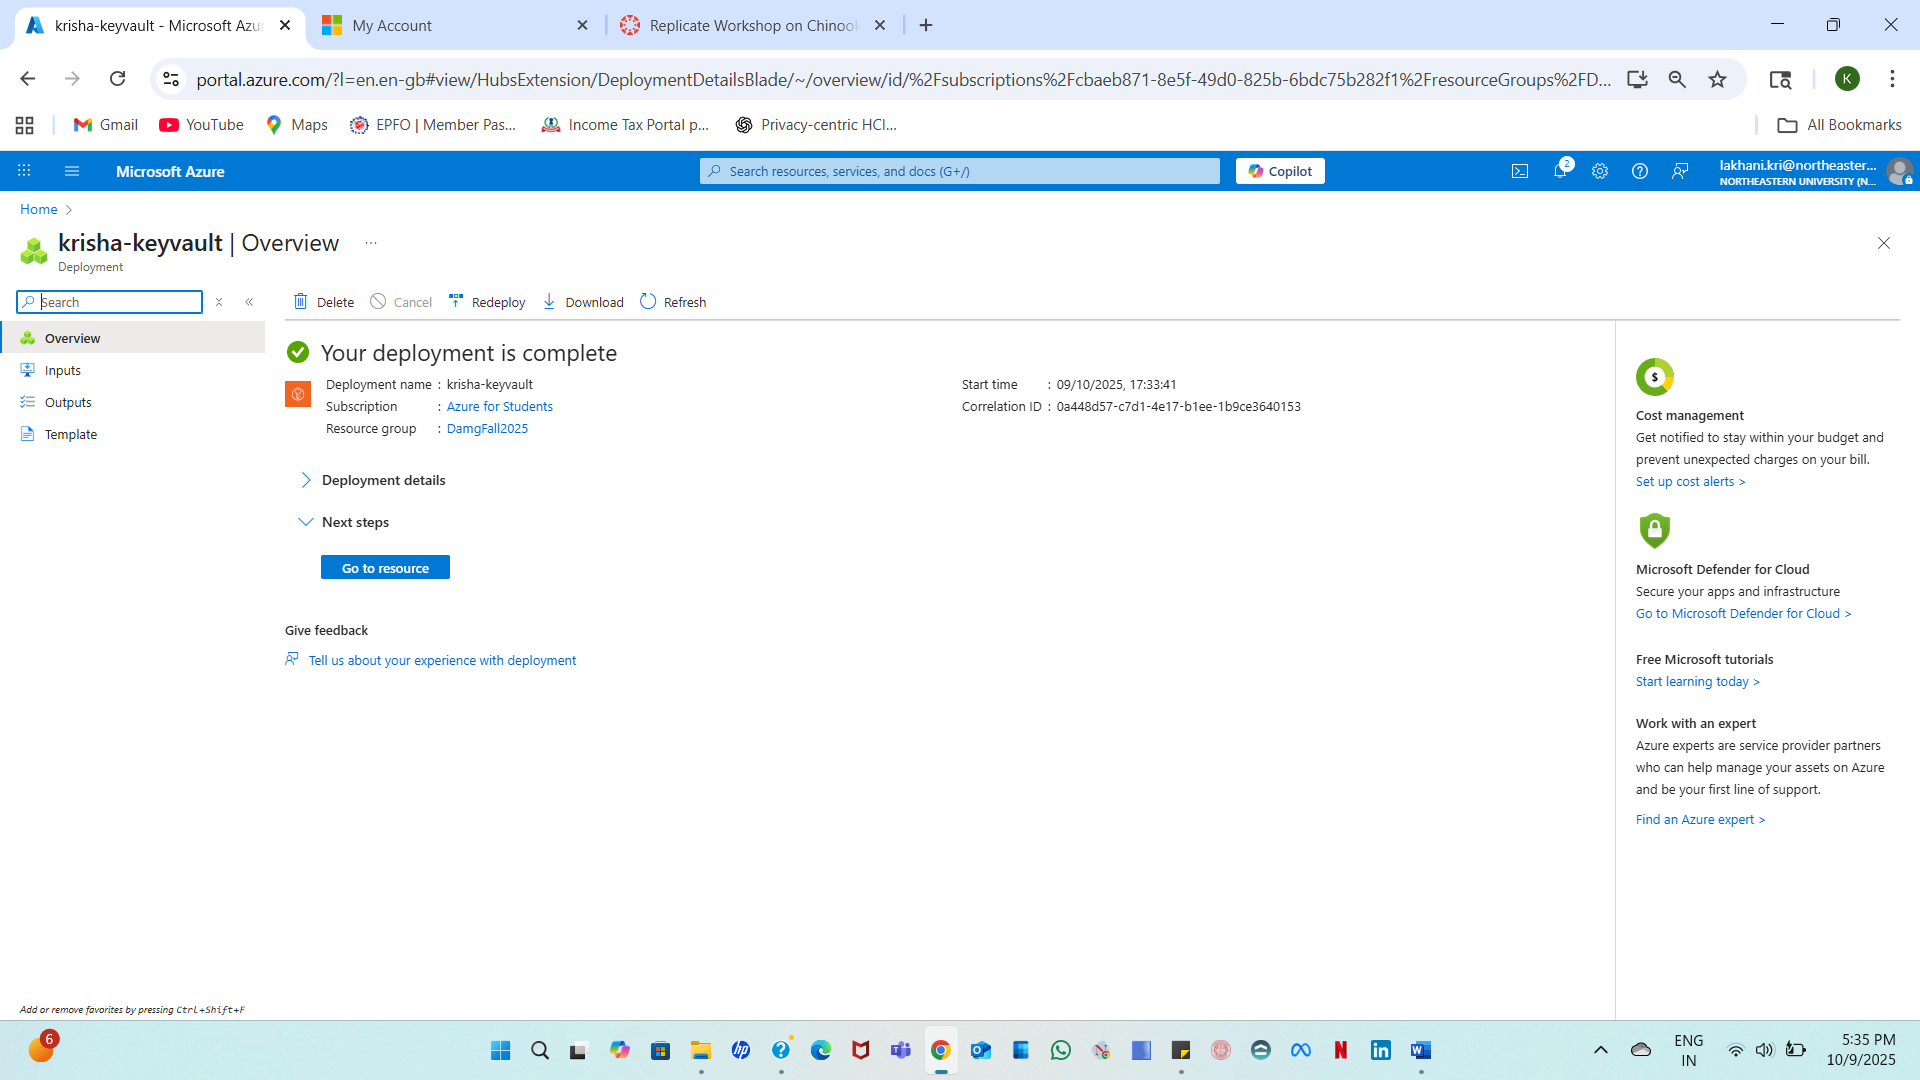 krisha-keyvault - Microsoft Azu
My Account
Replicate Workshop on Chinook
portal.azure.com/?l=en.en-gb#view/HubsExtension/DeploymentDetailsBlade/~/overview/id/%2Fsubscriptions%2Fcbaeb871-8e5f-49d0-825b-6bdc75b282f1%2FresourceGroups%2FD...
K
Gmail
YouTube
Maps
EPFO | Member Pas...
Income Tax Portal p...
Privacy-centric HCI...
All Bookmarks
Microsoft Azure
Search resources, services, and docs (G+/)
Copilot
2
lakhani.kri@northeaster...
NORTHEASTERN UNIVERSITY (N...
Home
krisha-keyvault | Overview ...
Deployment
Search
Delete
Cancel
Redeploy
Download
Refresh
Overview
Inputs
Outputs
Template
Your deployment is complete
Deployment name : krisha-keyvault
Subscription : Azure for Students
Resource group : DamgFall2025
Start time : 09/10/2025, 17:33:41
Correlation ID : 0a448d57-c7d1-4e17-b1ee-1b9ce3640153
Deployment details
Next steps
Go to resource
Give feedback
Tell us about your experience with deployment
Cost management
Get notified to stay within your budget and
prevent unexpected charges on your bill.
Set up cost alerts >
Microsoft Defender for Cloud
Secure your apps and infrastructure
Go to Microsoft Defender for Cloud >
Free Microsoft tutorials
Start learning today >
Work with an expert
Azure experts are service provider partners
who can help manage your assets on Azure
and be your first line of support.
Find an Azure expert >
Add or remove favorites by pressing Ctrl+Shift+F
6
ENG
IN
5:35 PM
10/9/2025